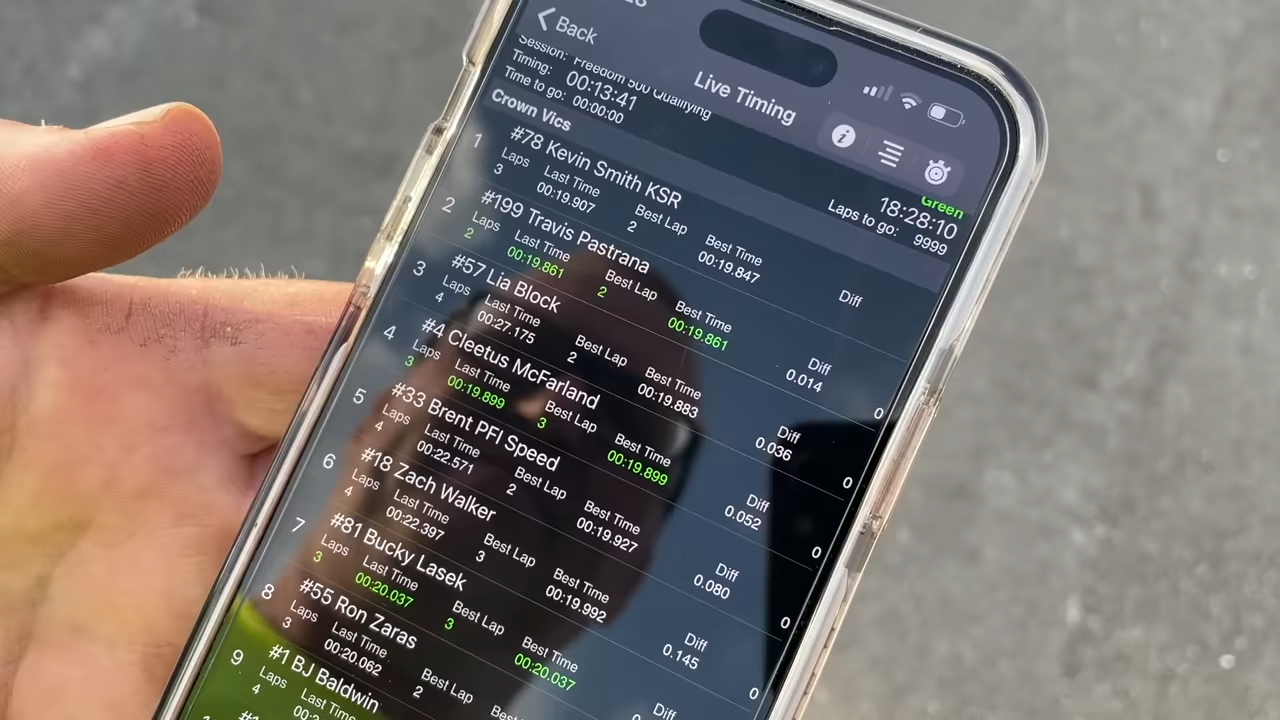 Back
Live Timing
Session: Freedom 500 Qualifying
Timing: 00:13:41
Time to go: 00:00:00
Green
18:28:10
Laps to go: 9999
Crown Vics
1 #78 Kevin Smith KSR
Laps Last Time Best Lap Best Time Diff
3 00:19.907 2 00:19.847
2 #199 Travis Pastrana
Laps Last Time Best Lap Best Time Diff
2 00:19.861 2 00:19.861 0.014 0
3 #57 Lia Block
Laps Last Time Best Lap Best Time Diff
4 00:27.175 2 00:19.883 0.036 0
4 #4 Cleetus McFarland
Laps Last Time Best Lap Best Time Diff
3 00:19.899 3 00:19.899 0.052 0
5 #33 Brent PFI Speed
Laps Last Time Best Lap Best Time Diff
4 00:22.571 2 00:19.927 0.080 0
6 #18 Zach Walker
Laps Last Time Best Lap Best Time Diff
4 00:22.397 3 00:19.992 0.145 0
7 #81 Bucky Lasek
Laps Last Time Best Lap Best Time Diff
3 00:20.037 3 00:20.037
8 #55 Ron Zaras
Laps Last Time Best Lap Best
3 00:20.062 2
9 #1 BJ Baldwin
Laps Last Time
4